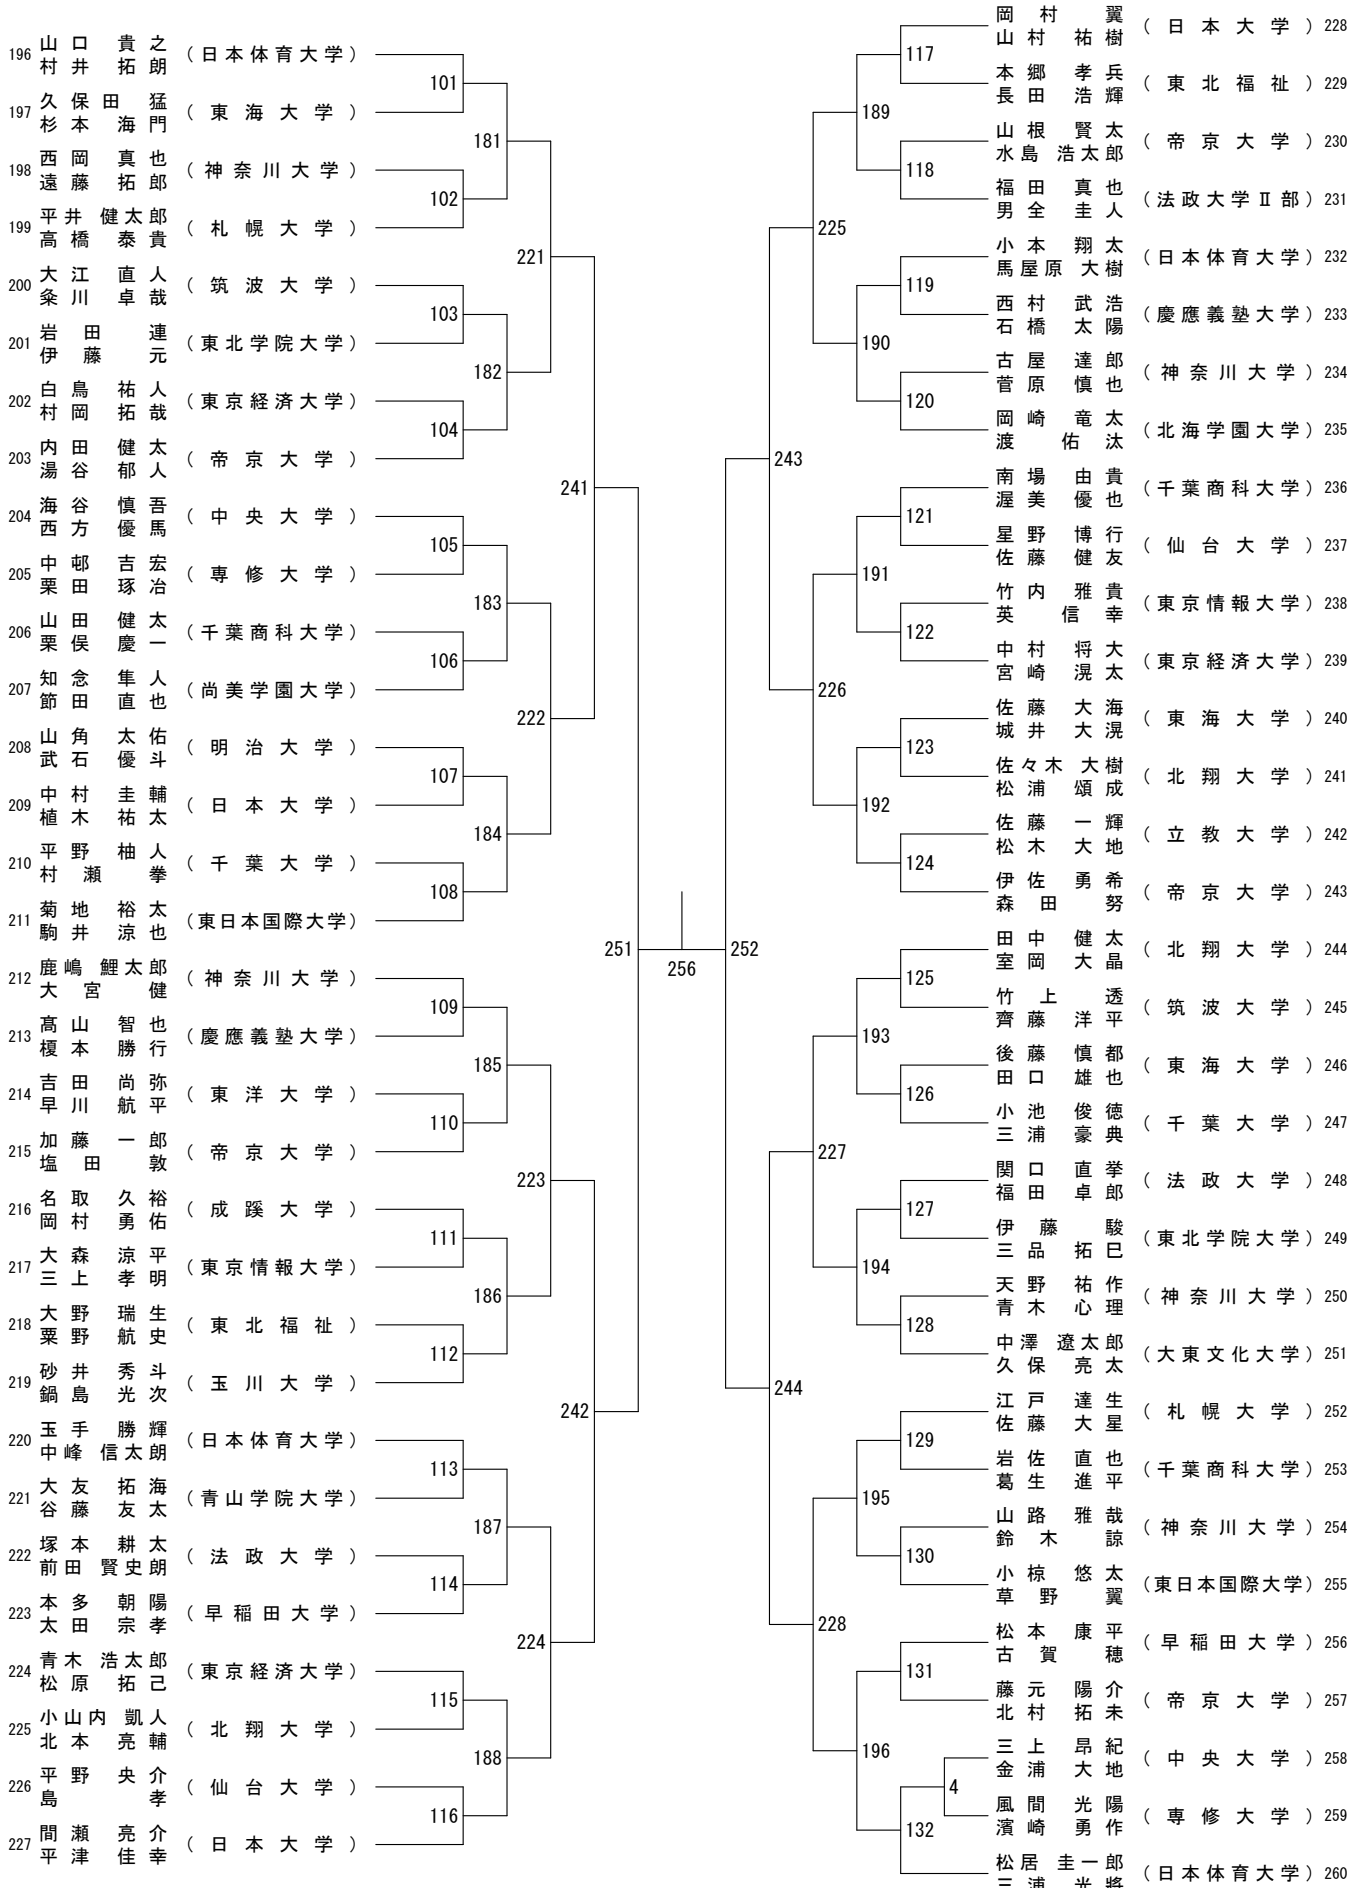 196 山口 貴之 (日本体育大学)
村井 拓朗
101
197 久保田 猛 (東海大学)
杉本 海門
181
198 西岡 真也 (神奈川大学)
遠藤 拓郎
102
199 平井 健太郎 (札幌大学)
高橋 泰貴
221
200 大江 直人 (筑波大学)
粂川 卓哉
103
201 岩田 連 (東北学院大学)
伊藤 元
182
202 白鳥 祐人 (東京経済大学)
村岡 拓哉
104
203 内田 健太 (帝京大学)
湯谷 郁人
241
204 海谷 慎吾 (中央大学)
西方 優馬
105
205 中邨 吉宏 (専修大学)
栗田 琢冶
183
206 山田 健太 (千葉商科大学)
栗俣 慶一
106
207 知念 隼人 (尚美学園大学)
節田 直也
222
208 山角 太佑 (明治大学)
武石 優斗
107
209 中村 圭輔 (日本大学)
植木 祐太
184
210 平野 柚人 (千葉大学)
村瀬 拳
108
211 菊地 裕太 (東日本国際大学)
駒井 涼也
251
212 鹿嶋 鯉太郎 (神奈川大学)
大宮 健
109
213 髙山 智也 (慶應義塾大学)
榎本 勝行
185
214 吉田 尚弥 (東洋大学)
早川 航平
110
215 加藤 一郎 (帝京大学)
塩田 敦
223
216 名取 久裕 (成蹊大学)
岡村 勇佑
111
217 大森 涼平 (東京情報大学)
三上 孝明
186
218 大野 瑞生 (東北福祉)
粟野 航史
112
219 砂井 秀斗 (玉川大学)
鍋島 光次
242
220 玉手 勝輝 (日本体育大学)
中峰 信太朗
113
221 大友 拓海 (青山学院大学)
谷藤 友太
187
222 塚本 耕太 (法政大学)
前田 賢史朗
114
223 本多 朝陽 (早稲田大学)
太田 宗孝
224
224 青木 浩太郎 (東京経済大学)
松原 拓己
115
225 小山内 凱人 (北翔大学)
北本 亮輔
188
226 平野 央介 (仙台大学)
島 孝
116
227 間瀬 亮介 (日本大学)
平津 佳幸
256
岡村 翼 (日本大学) 228
山村 祐樹
117
本郷 孝兵 (東北福祉) 229
長田 浩輝
189
山根 賢太 (帝京大学) 230
水島 浩太郎
118
福田 真也 (法政大学Ⅱ部) 231
男全 圭人
225
小本 翔太 (日本体育大学) 232
馬屋原 大樹
119
西村 武浩 (慶應義塾大学) 233
石橋 太陽
190
古屋 達郎 (神奈川大学) 234
菅原 慎也
120
岡崎 竜太 (北海学園大学) 235
渡 佑汰
243
南場 由貴 (千葉商科大学) 236
渥美 優也
121
星野 博行 (仙台大学) 237
佐藤 健友
191
竹内 雅貴 (東京情報大学) 238
英 信幸
122
中村 将大 (東京経済大学) 239
宮崎 滉太
226
佐藤 大海 (東海大学) 240
城井 大滉
123
佐々木 大樹 (北翔大学) 241
松浦 頌成
192
佐藤 一輝 (立教大学) 242
松木 大地
124
伊佐 勇希 (帝京大学) 243
森田 努
252
田中 健太 (北翔大学) 244
室岡 大晶
125
竹上 透 (筑波大学) 245
齊藤 洋平
193
後藤 慎都 (東海大学) 246
田口 雄也
126
小池 俊徳 (千葉大学) 247
三浦 豪典
227
関口 直挙 (法政大学) 248
福田 卓郎
127
伊藤 駿 (東北学院大学) 249
三品 拓巳
194
天野 祐作 (神奈川大学) 250
青木 心理
128
中澤 遼太郎 (大東文化大学) 251
久保 亮太
244
江戸 達生 (札幌大学) 252
佐藤 大星
129
岩佐 直也 (千葉商科大学) 253
葛生 進平
195
山路 雅哉 (神奈川大学) 254
鈴木 諒
130
小椋 悠太 (東日本国際大学) 255
草野 翼
228
松本 康平 (早稲田大学) 256
古賀 穂
131
藤元 陽介 (帝京大学) 257
北村 拓未
196
三上 昂紀 (中央大学) 258
金浦 大地
4
風間 光陽 (専修大学) 259
濱崎 勇作
132
松居 圭一郎 (日本体育大学) 260
三浦 光将